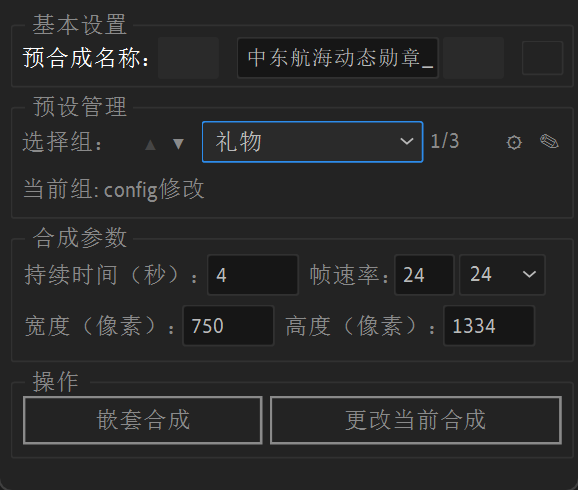 基本设置
预合成名称： 中东航海动态勋章_
预设管理
选择组： ▲ ▼ 礼物 1/3
当前组: config修改
合成参数
持续时间（秒）: 4 帧速率: 24 24
宽度（像素）: 750 高度（像素）: 1334
操作
嵌套合成 更改当前合成